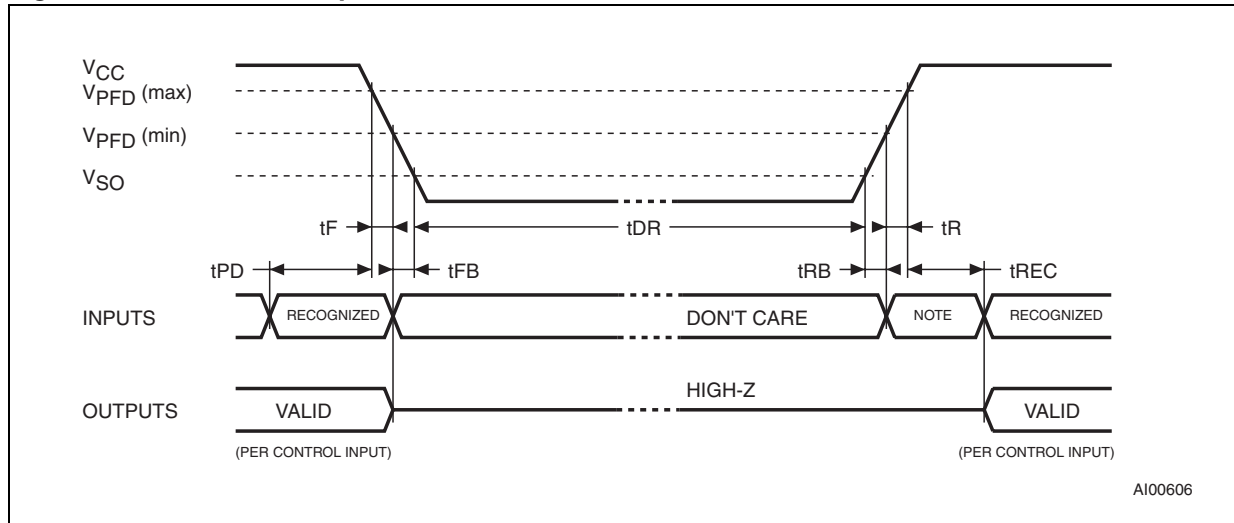 VCC
VPFD (max)
VPFD (min)
VSO
tF
tDR
tR
tPD
tFB
tRB
tREC
INPUTS
RECOGNIZED
DON'T CARE
NOTE
RECOGNIZED
HIGH-Z
OUTPUTS
VALID
VALID
(PER CONTROL INPUT)
(PER CONTROL INPUT)
AI00606